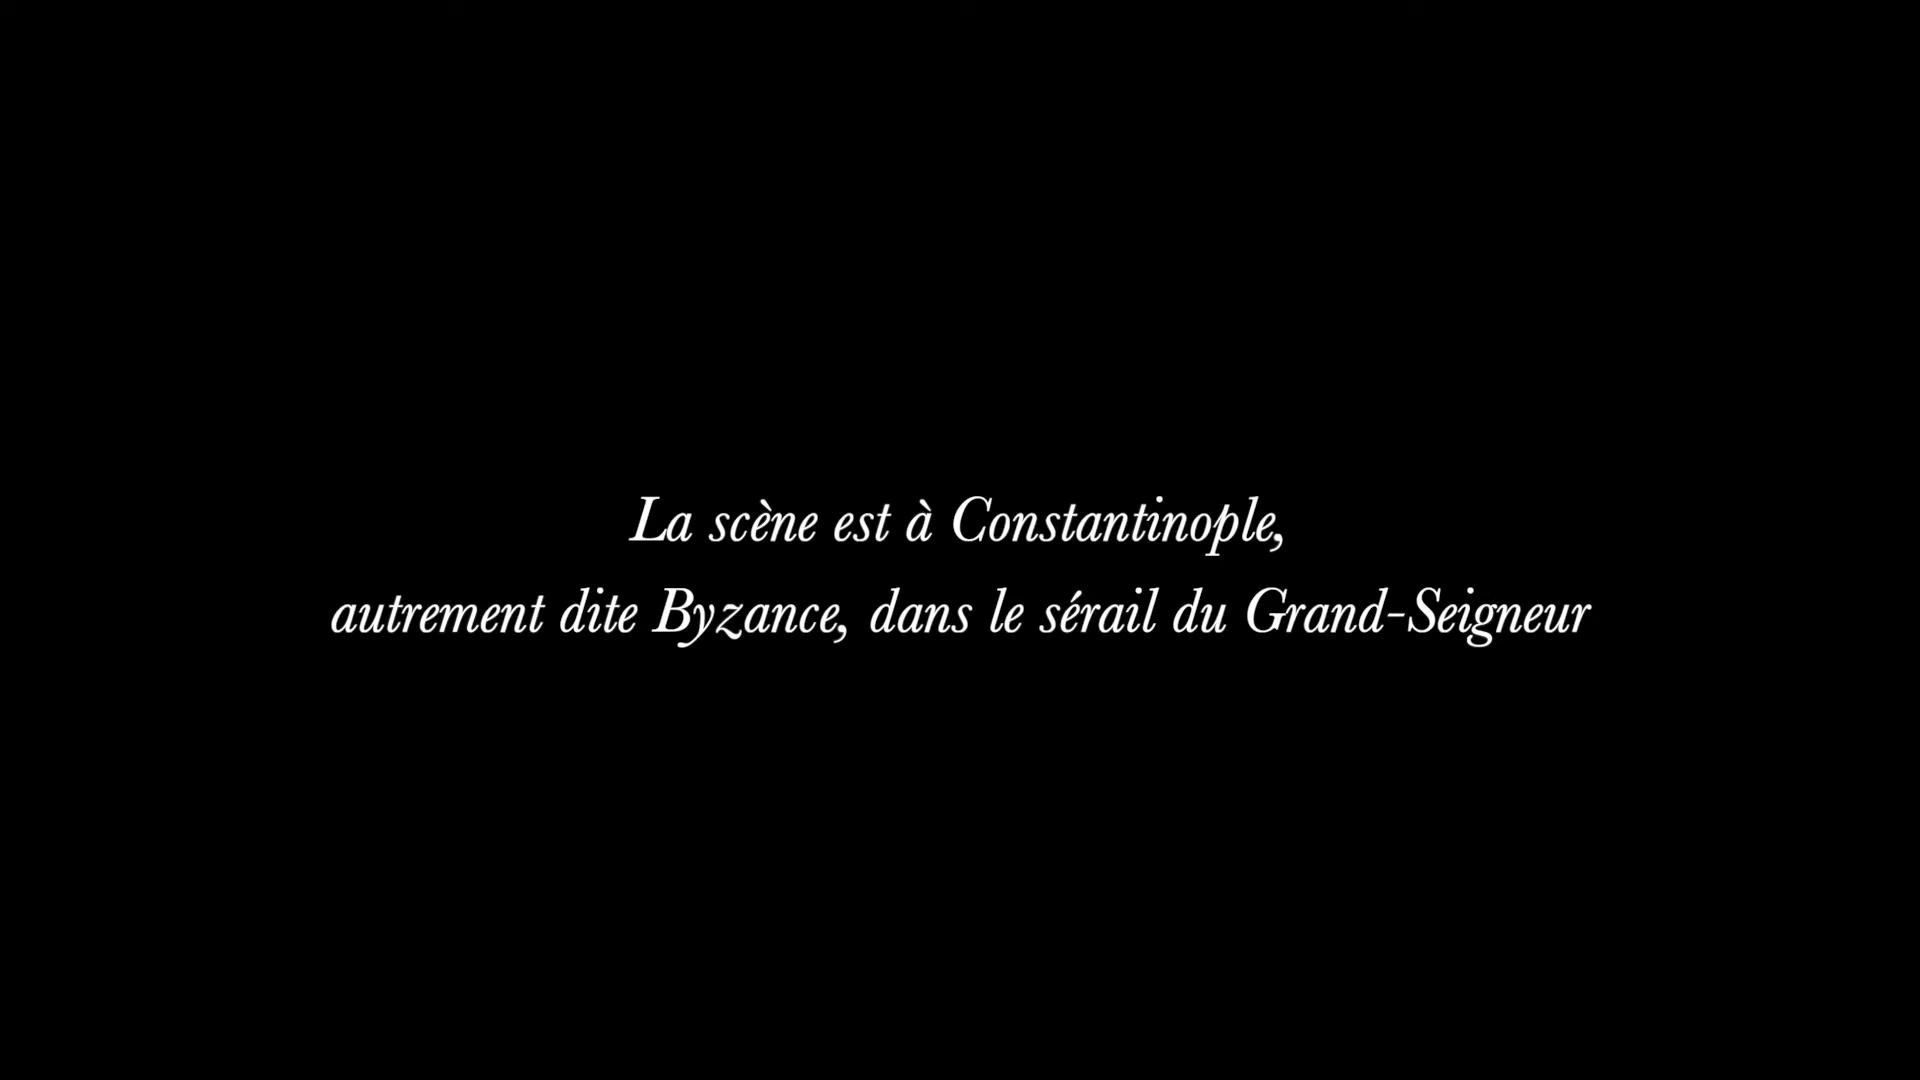 La scène est à Constantinople,
autrement dite Byzance, dans le sérail du Grand-Seigneur